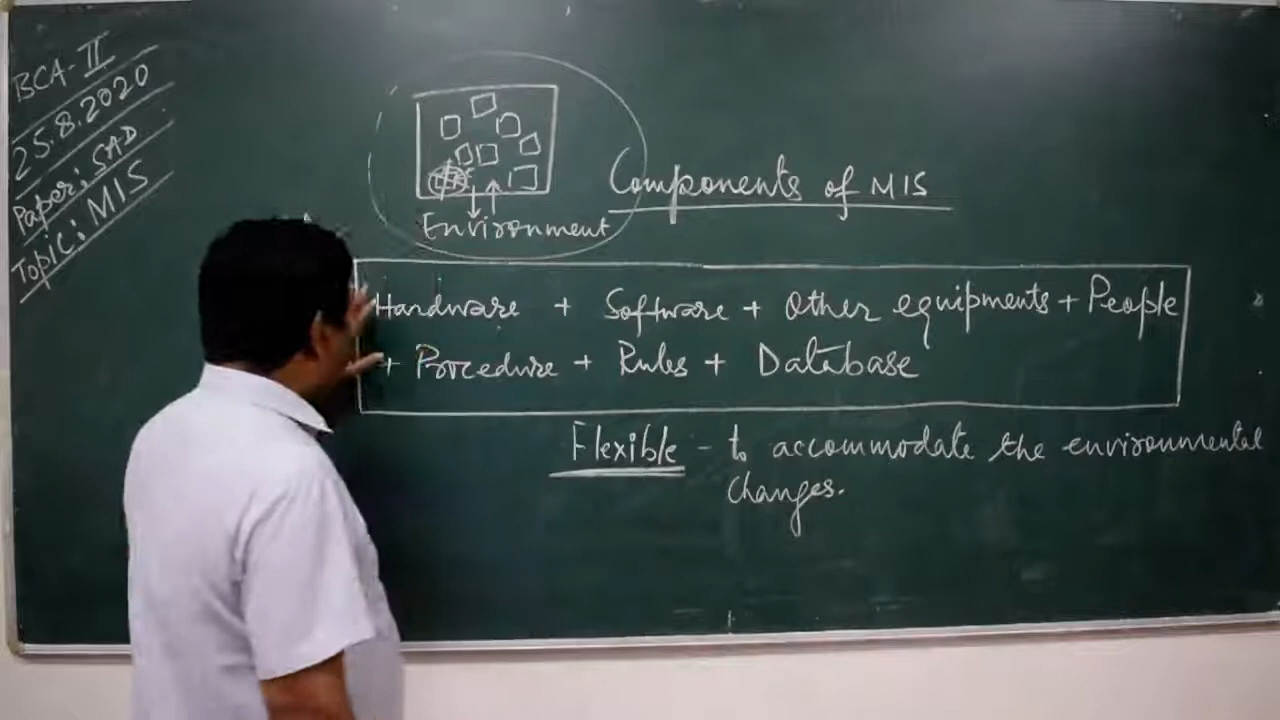 BCA-II
25.8.2020
Paper: SAD
Topic: MIS
Environment
Components of MIS
Hardware + Software + Other equipments + People
+ Procedure + Rules + Database
Flexible - to accommodate the environmental
changes.